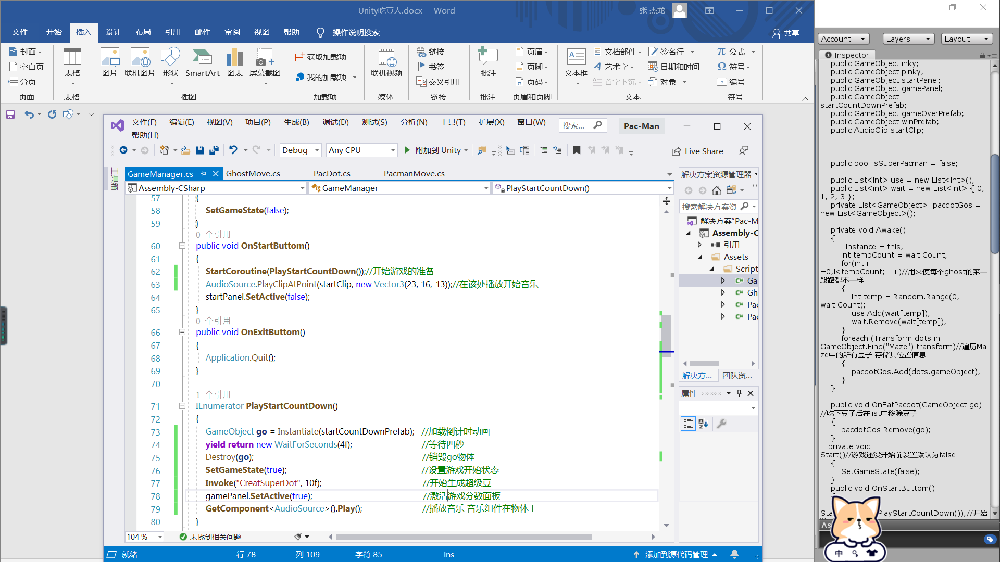 Unity吃豆人.docx - Word
张 杰龙
文件 开始 插入 设计 布局 引用 邮件 审阅 视图 帮助 操作说明搜索
共享
封面
空白页
分页
页面
表格
表格
图片
联机图片
形状
SmartArt
图表
屏幕截图
插图
获取加载项
我的加载项
加载项
联机视频
媒体
链接
书签
交叉引用
链接
批注
批注
页眉
页脚
页码
页眉和页脚
文本框
文档部件
艺术字
首字下沉
签名行
日期和时间
对象
文本
公式
符号
编号
符号
文件(F) 编辑(E) 视图(V) 项目(P) 生成(B) 调试(D) 测试(S) 分析(N) 工具(T) 扩展(X) 窗口(W)
帮助(H)
搜索...
Pac-Man
Debug
Any CPU
附加到 Unity
Live Share
工具箱
GameManager.cs
GhostMove.cs
PacDot.cs
PacmanMove.cs
Assembly-CSharp
GameManager
PlayStartCountDown()
57 {
58 SetGameState(false);
59 }
0 个引用
60 public void OnStartButtom()
61 {
62 StartCoroutine(PlayStartCountDown());//开始游戏的准备
63 AudioSource.PlayClipAtPoint(startClip, new Vector3(23, 16,-13));//在该处播放开始音乐
64 startPanel.SetActive(false);
65 }
0 个引用
66 public void OnExitButtom()
67 {
68 Application.Quit();
69 }
70
1 个引用
71 IEnumerator PlayStartCountDown()
72 {
73 GameObject go = Instantiate(startCountDownPrefab); //加载倒计时动画
74 yield return new WaitForSeconds(4f); //等待四秒
75 Destroy(go); //销毁go物体
76 SetGameState(true); //设置游戏开始状态
77 Invoke("CreatSuperDot", 10f); //开始生成超级豆
78 gamePanel.SetActive(true); //激活游戏分数面板
79 GetComponent<AudioSource>().Play(); //播放音乐 音乐组件在物体上
80 }
104 %
未找到相关问题
就绪
行 78
列 109
字符 85
Ins
添加到源代码管理
解决方案资源管理器
搜索解决方案资
解决方案"Pac-M
Assembly-C
引用
Assets
Script
Gar
Gh
Pac
Pac
解决方...
团队资...
属性
Account
Layers
Layout
Inspector
public GameObject inky;
public GameObject pinky;
public GameObject startPanel;
public GameObject gamePanel;
public GameObject
startCountDownPrefab;
public GameObject gameOverPrefab;
public GameObject winPrefab;
public AudioClip startClip;
public bool isSuperPacman = false;
public List<int> use = new List<int>();
public List<int> wait = new List<int> { 0,
1, 2, 3 };
private List<GameObject> pacdotGos =
new List<GameObject>();
private void Awake()
{
_instance = this;
int tempCount = wait.Count;
for(int i
=0;i<tempCount;i++)//用来使每个ghost的第一
段路都不一样
{
int temp = Random.Range(0,
wait.Count);
use.Add(wait[temp]);
wait.Remove(wait[temp]);
}
foreach (Transform dots in
GameObject.Find("Maze").transform)//遍历Ma
ze中的所有豆子 存储其位置信息
{
pacdotGos.Add(dots.gameObject);
}
}
public void OnEatPacdot(GameObject go)
//吃下豆子后在list中移除豆子
{
pacdotGos.Remove(go);
}
private void
Start()//游戏还没开始前设置默认为false
{
SetGameState(false);
}
public void OnStartButtom()
PlayStartCountDown());//开始
中